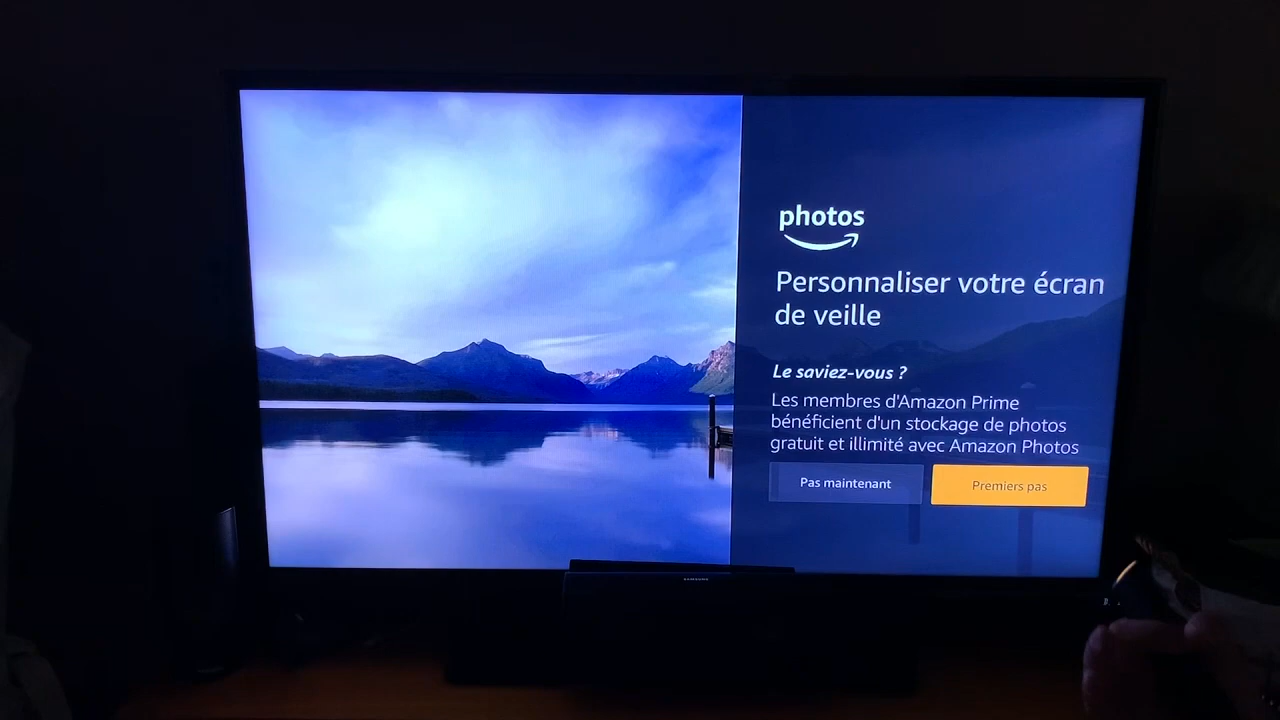 photos
Personnaliser votre écran
de veille
Le saviez-vous ?
Les membres d'Amazon Prime
bénéficient d'un stockage de photos
gratuit et illimité avec Amazon Photos
Pas maintenant
Premiers pas
SAMSUNG